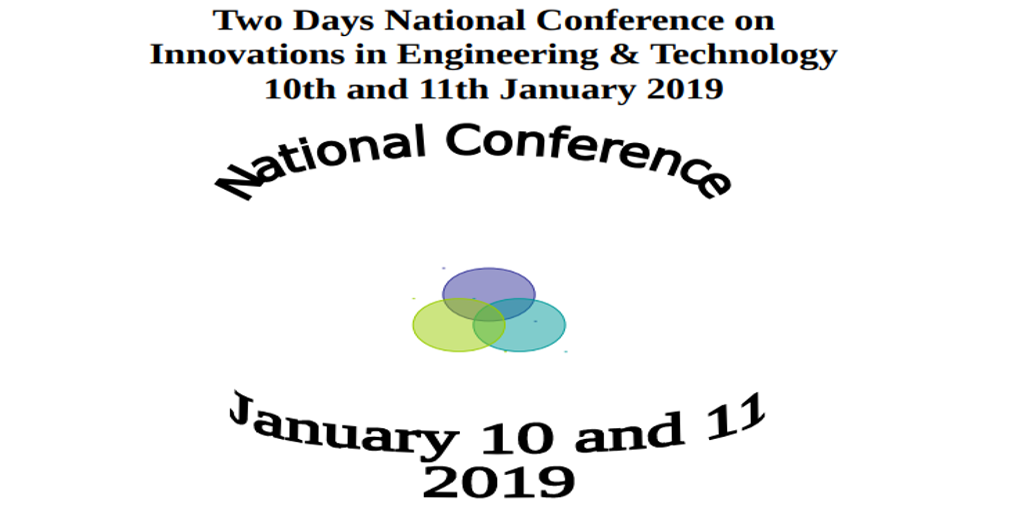 Two Days National Conference on
Innovations in Engineering & Technology
10th and 11th January 2019
National Conference
January 10 and 11
2019